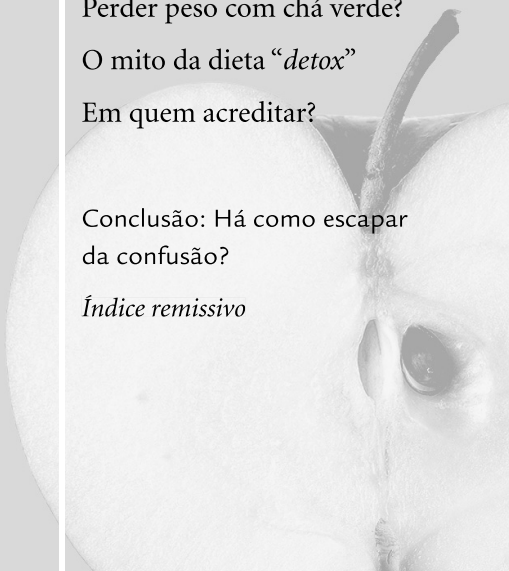 Perder peso com chá verde?
O mito da dieta “detox”
Em quem acreditar?
Conclusão: Há como escapar
da confusão?
Índice remissivo